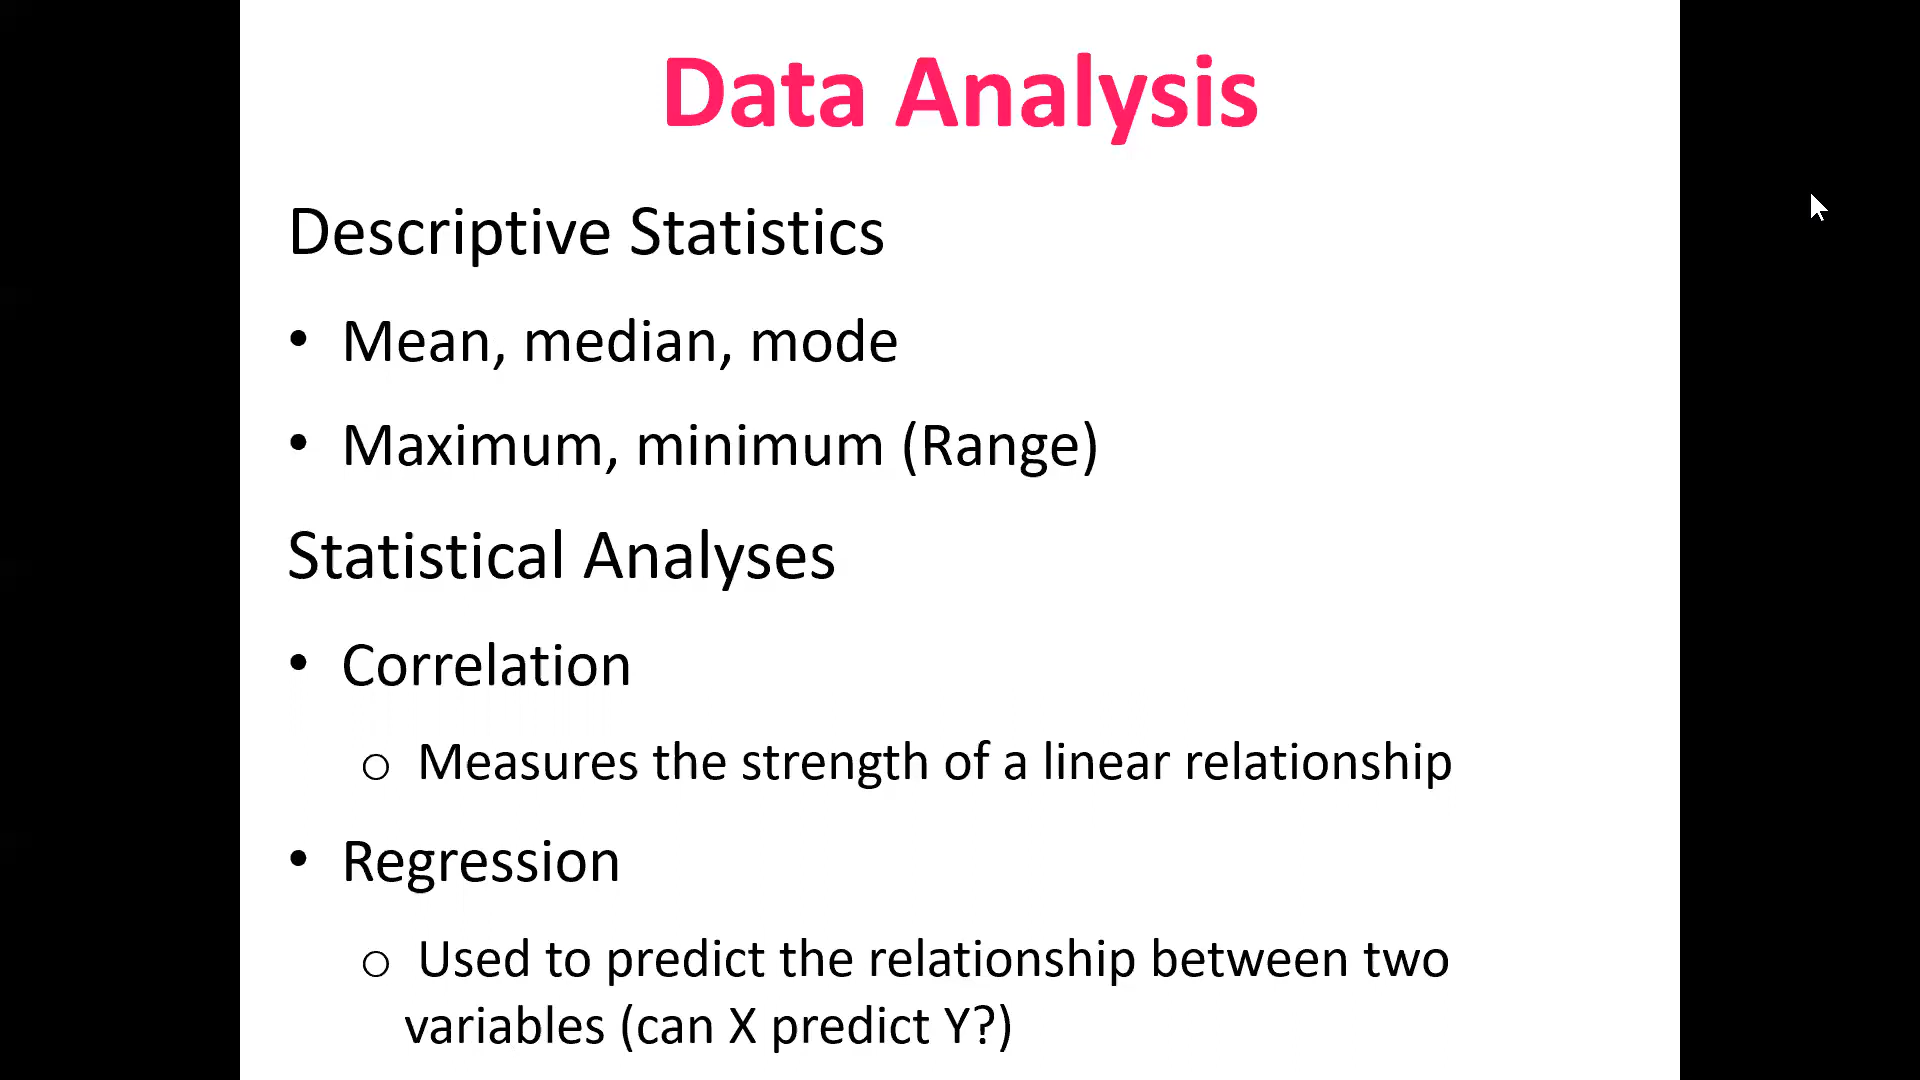 Data Analysis
Descriptive Statistics
• Mean, median, mode
• Maximum, minimum (Range)
Statistical Analyses
• Correlation
o Measures the strength of a linear relationship
• Regression
o Used to predict the relationship between two
variables (can X predict Y?)